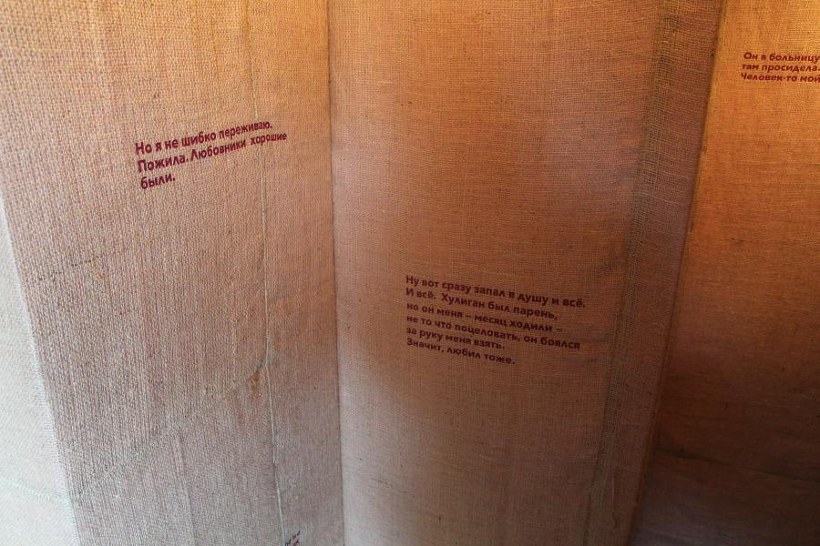 Но я не шибко переживаю.
Пожила. Любовники хорошие
были.
Ну вот сразу запал в душу и всё.
И всё. Хулиган был парень,
но он меня – месяц ходили –
не то что поцеловать, он боялся
за руку меня взять.
Значит, любил тоже.
Он в больницу
там просидела.
Человек-то мой